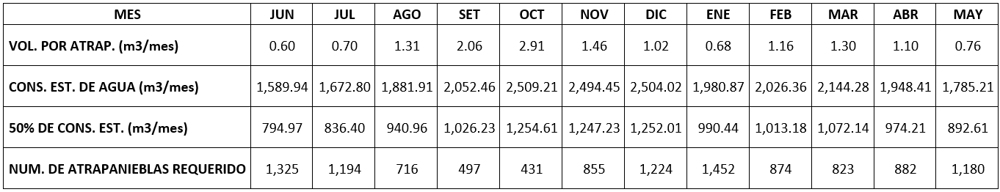 MES JUN JUL AGO SET OCT NOV DIC ENE FEB MAR ABR MAY
VOL. POR ATRAP. (m3/mes) 0.60 0.70 1.31 2.06 2.91 1.46 1.02 0.68 1.16 1.30 1.10 0.76
CONS. EST. DE AGUA (m3/mes) 1,589.94 1,672.80 1,881.91 2,052.46 2,509.21 2,494.45 2,504.02 1,980.87 2,026.36 2,144.28 1,948.41 1,785.21
50% DE CONS. EST. (m3/mes) 794.97 836.40 940.96 1,026.23 1,254.61 1,247.23 1,252.01 990.44 1,013.18 1,072.14 974.21 892.61
NUM. DE ATRAPANIEBLAS REQUERIDO 1,325 1,194 716 497 431 855 1,224 1,452 874 823 882 1,180